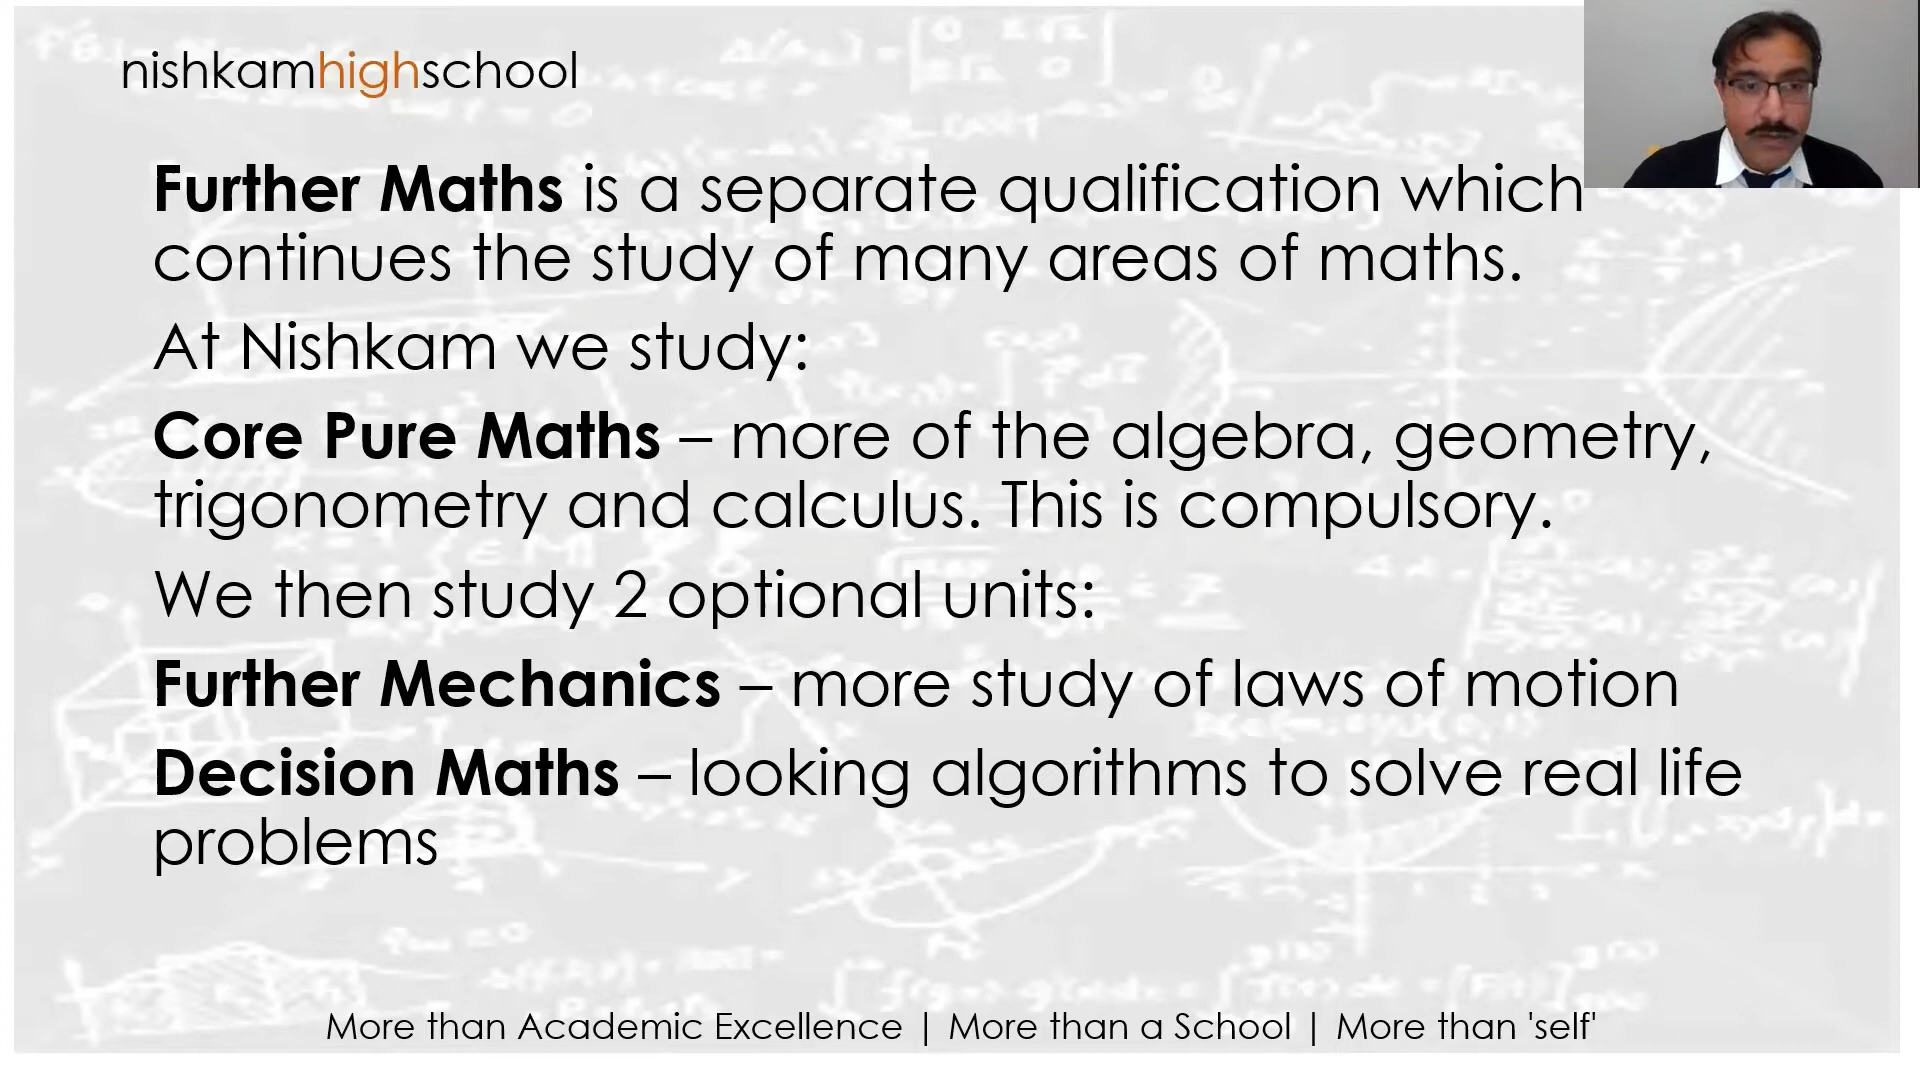 nishkamhighschool
Further Maths is a separate qualification which
continues the study of many areas of maths.
At Nishkam we study:
Core Pure Maths – more of the algebra, geometry,
trigonometry and calculus. This is compulsory.
We then study 2 optional units:
Further Mechanics – more study of laws of motion
Decision Maths – looking algorithms to solve real life
problems
More than Academic Excellence | More than a School | More than 'self'